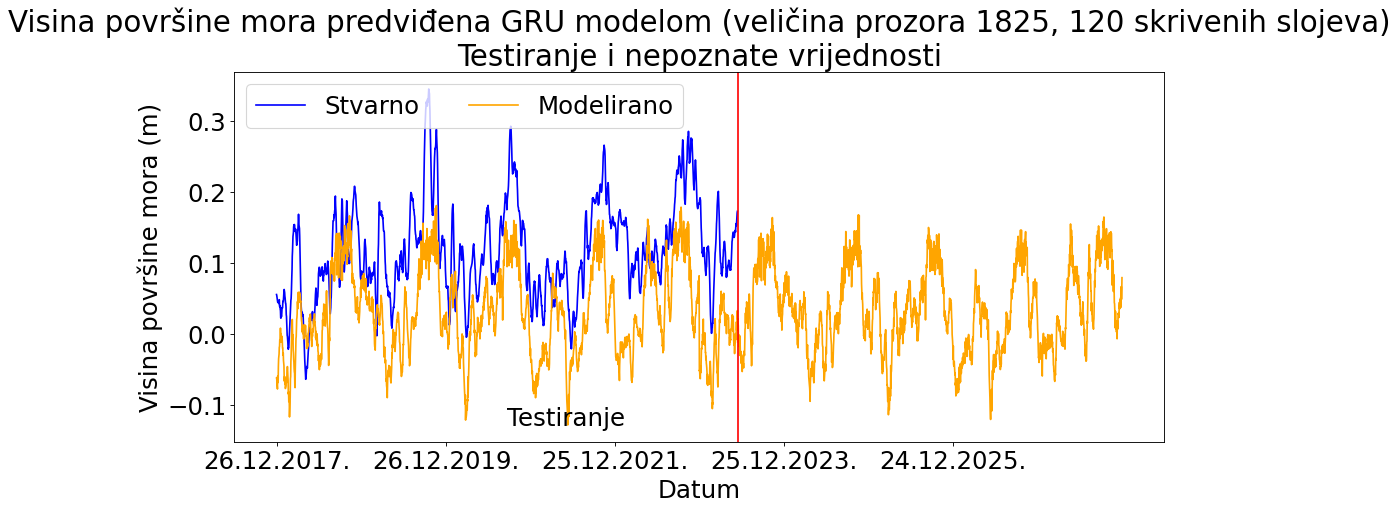 Visina površine mora predviđena GRU modelom (veličina prozora 1825, 120 skrivenih slojeva)
Testiranje i nepoznate vrijednosti
Stvarno Modelirano
Visina površine mora (m)
0.3
0.2
0.1
0.0
−0.1
Testiranje
26.12.2017. 26.12.2019. 25.12.2021. 25.12.2023. 24.12.2025.
Datum